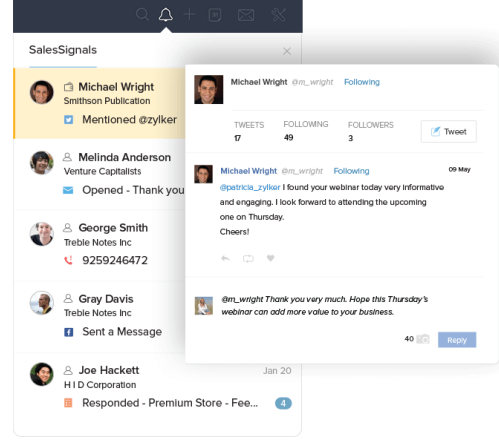 SalesSignals
Michael Wright
Smithson Publication
Mentioned @zylker
Melinda Anderson
Venture Capitalists
Opened - Thank you
George Smith
Treble Notes Inc
9259246472
Gray Davis
Treble Notes Inc
Sent a Message
Joe Hackett
Jan 20
H I D Corporation
Responded - Premium Store - Fee...
4
Michael Wright @m_wright Following
TWEETS FOLLOWING FOLLOWERS
17 49 3
Tweet
Michael Wright @m_wright Following 09 May
@patricia_zylker I found your webinar today very informative
and engaging. I look forward to attending the upcoming
one on Thursday.
Cheers!
@m_wright Thank you very much. Hope this Thursday's
webinar can add more value to your business.
40 Reply